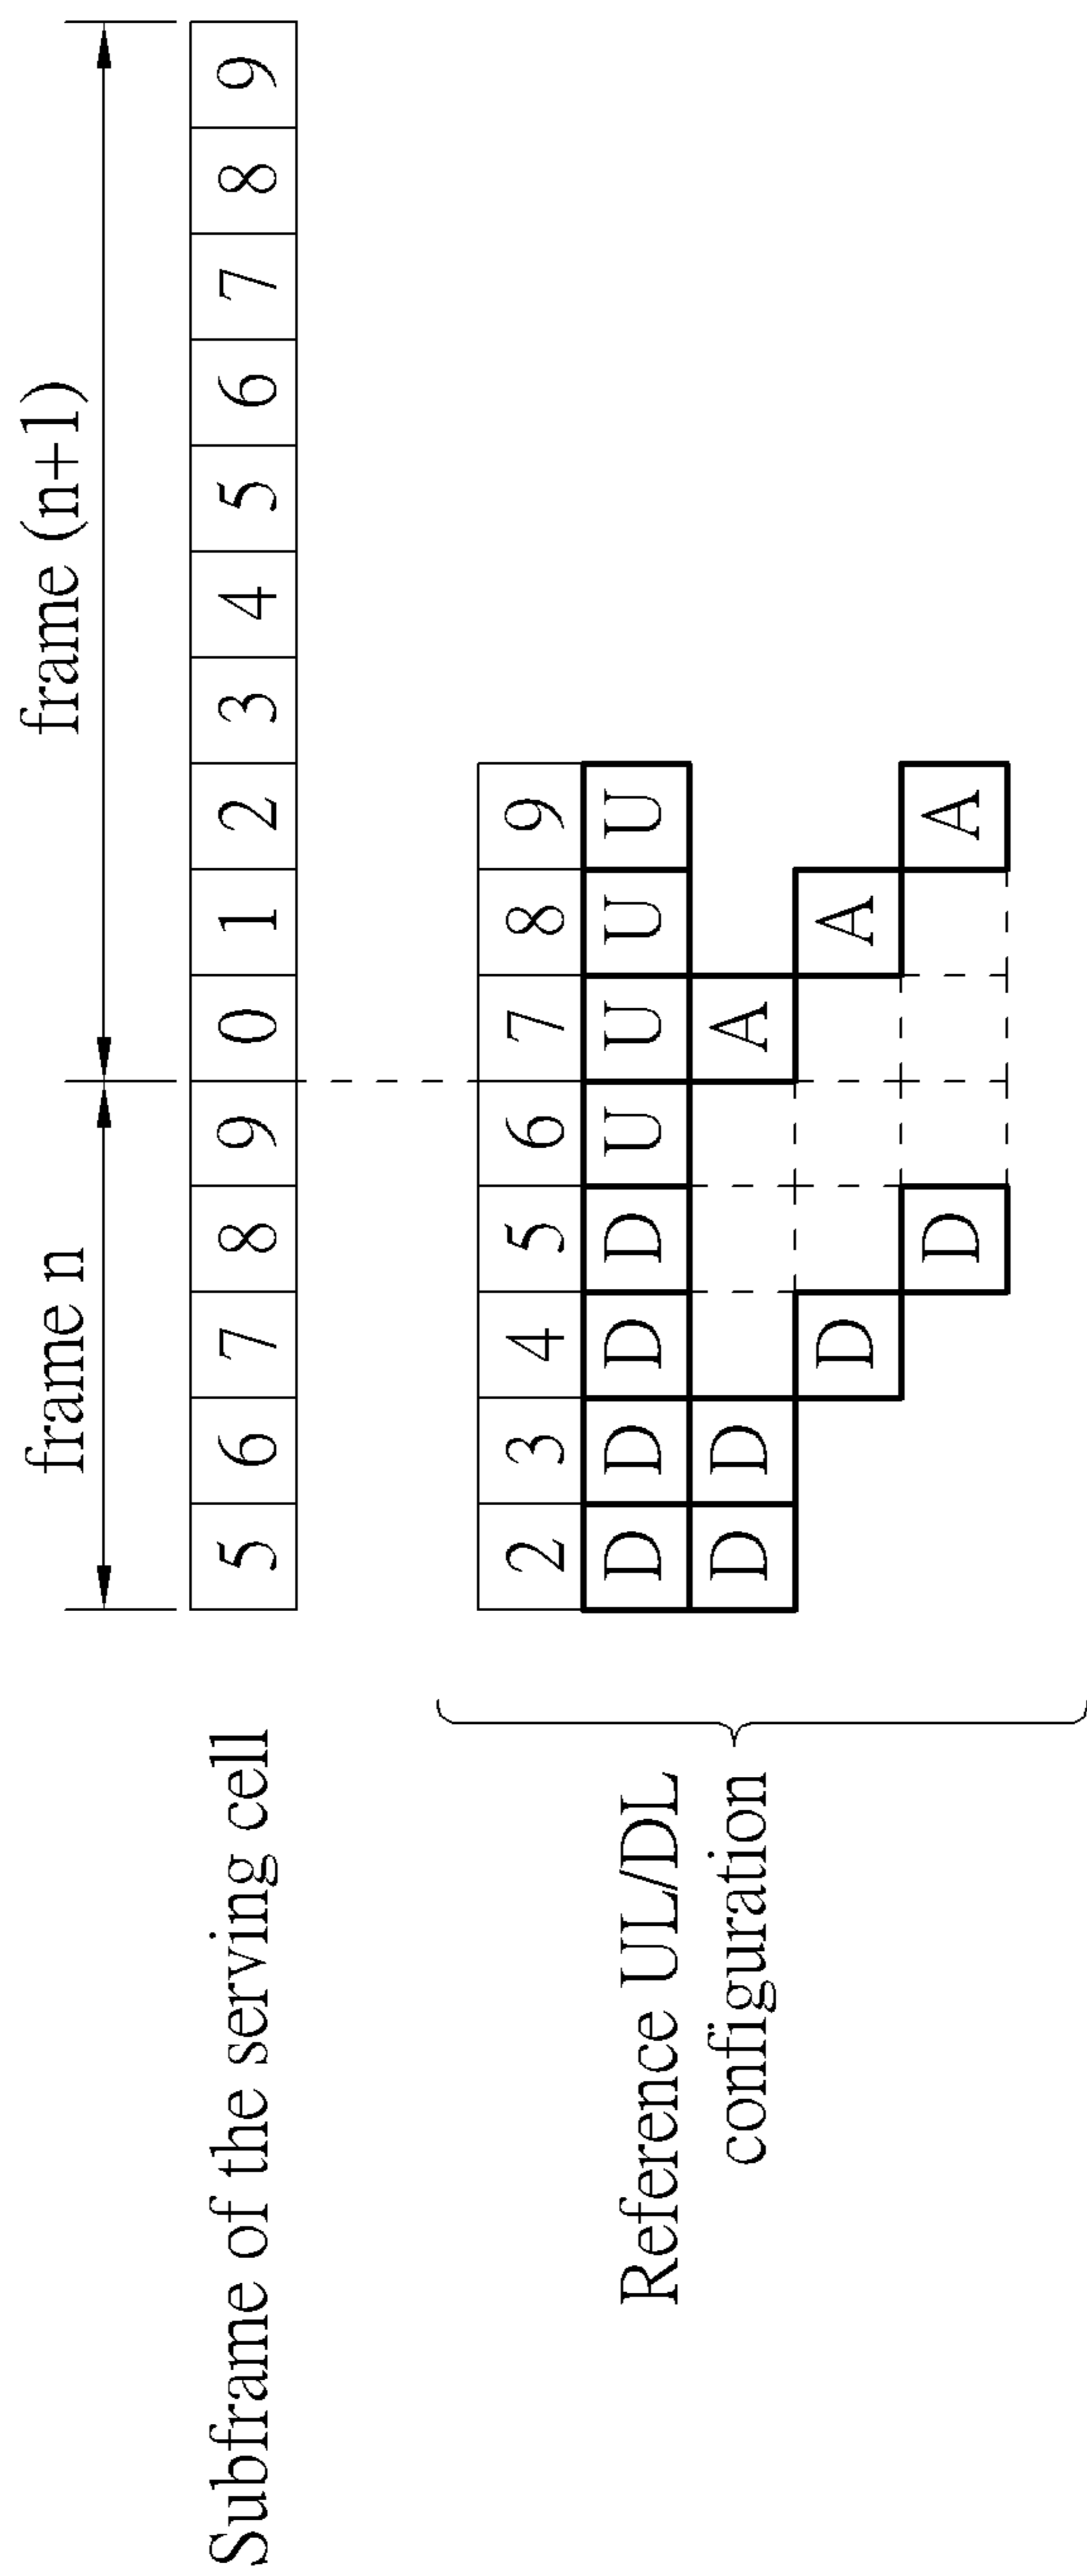 frame n frame (n+1)
Subframe of the serving cell 5 6 7 8 9 0 1 2 3 4 5 6 7 8 9
2 3 4 5 6 7 8 9
Reference UL/DL D D D D U U U U
configuration D D A
D A
D A